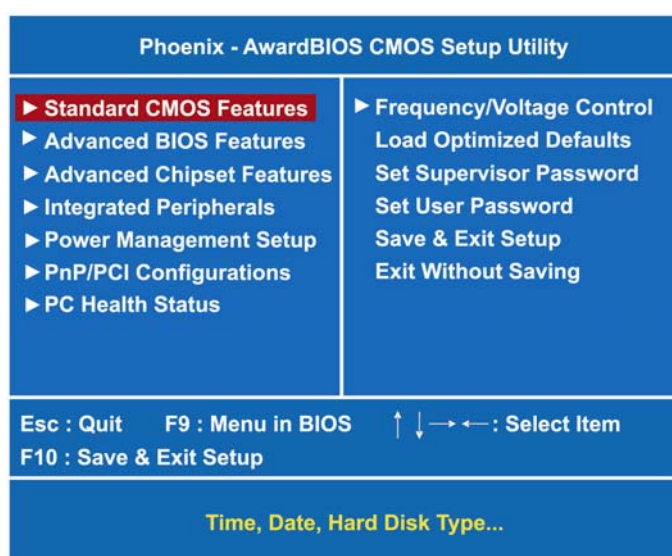 Phoenix - AwardBIOS CMOS Setup Utility
► Standard CMOS Features
► Advanced BIOS Features
► Advanced Chipset Features
► Integrated Peripherals
► Power Management Setup
► PnP/PCI Configurations
► PC Health Status
► Frequency/Voltage Control
Load Optimized Defaults
Set Supervisor Password
Set User Password
Save & Exit Setup
Exit Without Saving
Esc : Quit F9 : Menu in BIOS ↑ ↓ → ← : Select Item
F10 : Save & Exit Setup
Time, Date, Hard Disk Type...